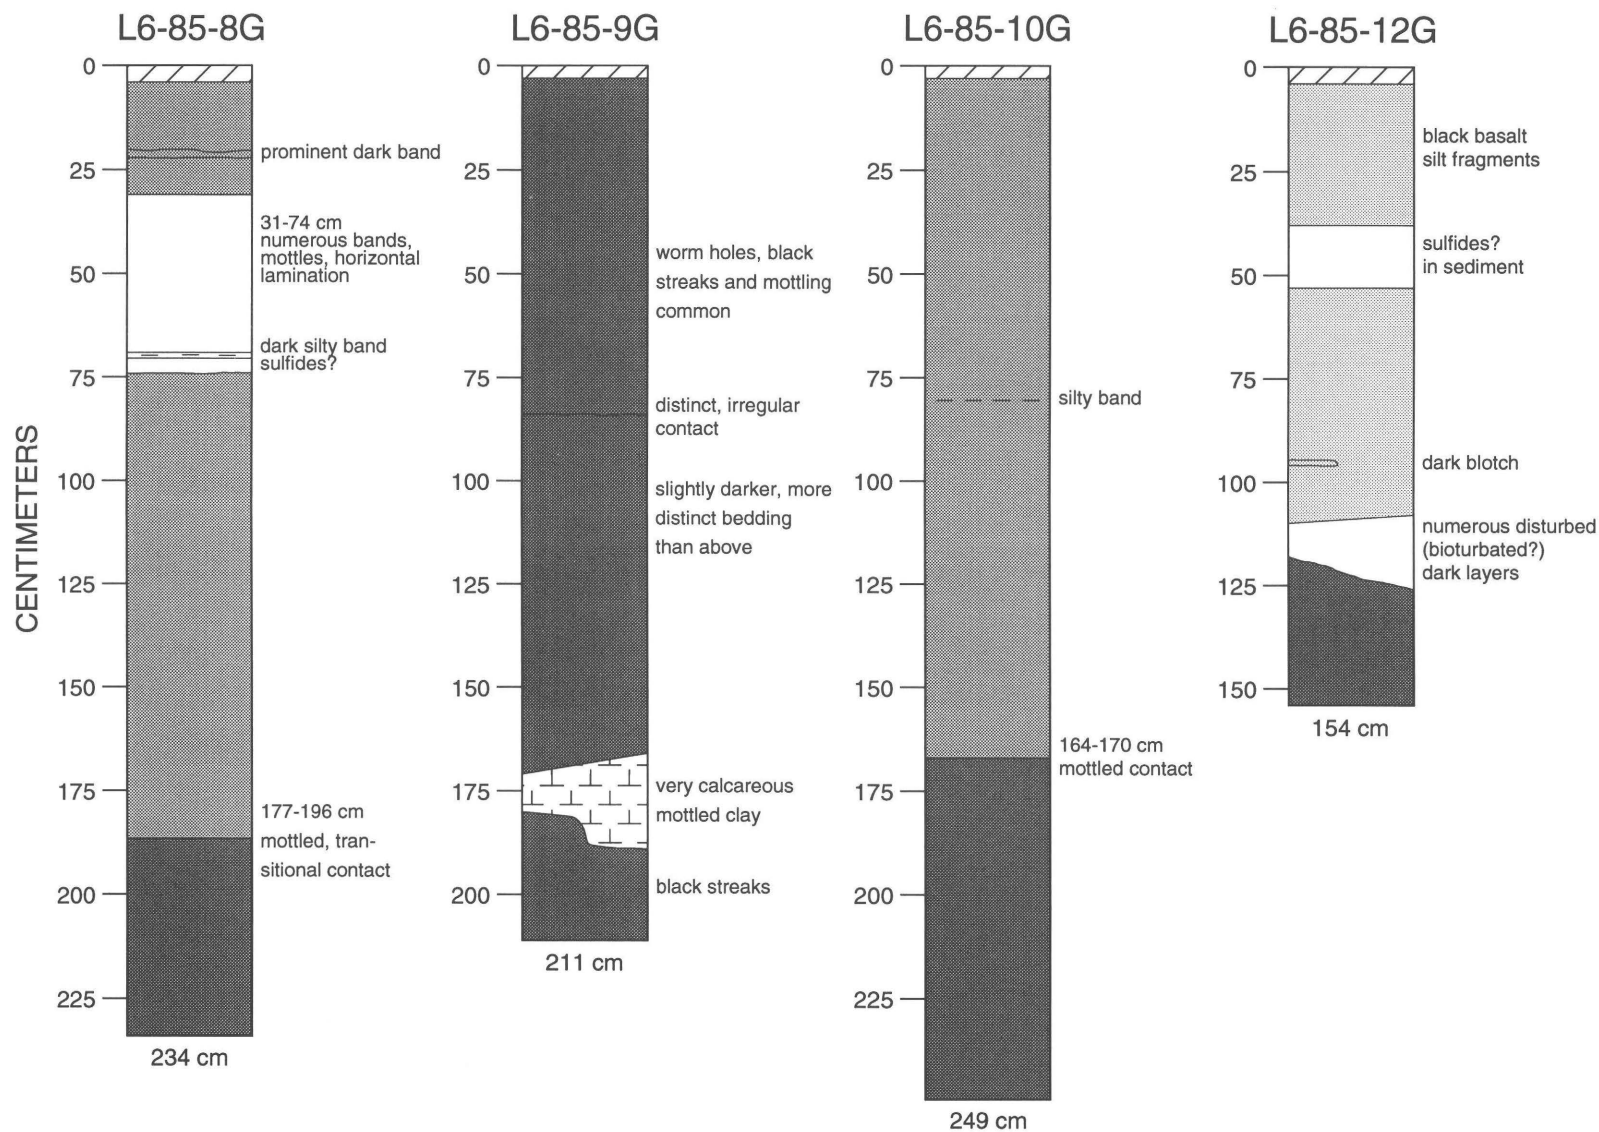 L6-85-8G
0
25
50
75
100
125
150
175
200
225
prominent dark band
31-74 cm
numerous bands,
mottles, horizontal
lamination
dark silty band
sulfides?
177-196 cm
mottled, tran-
sitional contact
234 cm
CENTIMETERS
L6-85-9G
0
25
50
75
100
125
150
175
200
worm holes, black
streaks and mottling
common
distinct, irregular
contact
slightly darker, more
distinct bedding
than above
very calcareous
mottled clay
black streaks
211 cm
L6-85-10G
0
25
50
75
100
125
150
175
200
225
silty band
164-170 cm
mottled contact
249 cm
L6-85-12G
0
25
50
75
100
125
150
black basalt
silt fragments
sulfides?
in sediment
dark blotch
numerous disturbed
(bioturbated?)
dark layers
154 cm